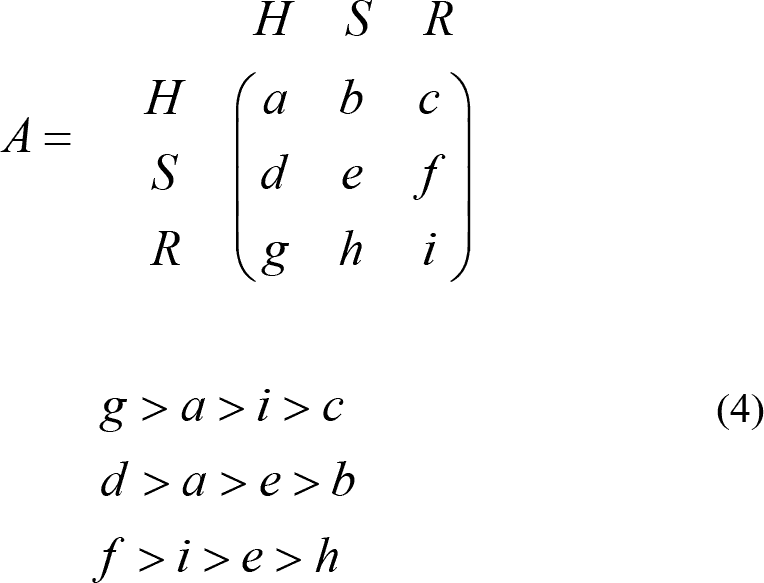 H S R
H a b c
A = S d e f
R g h i
g > a > i > c (4)
d > a > e > b
f > i > e > h